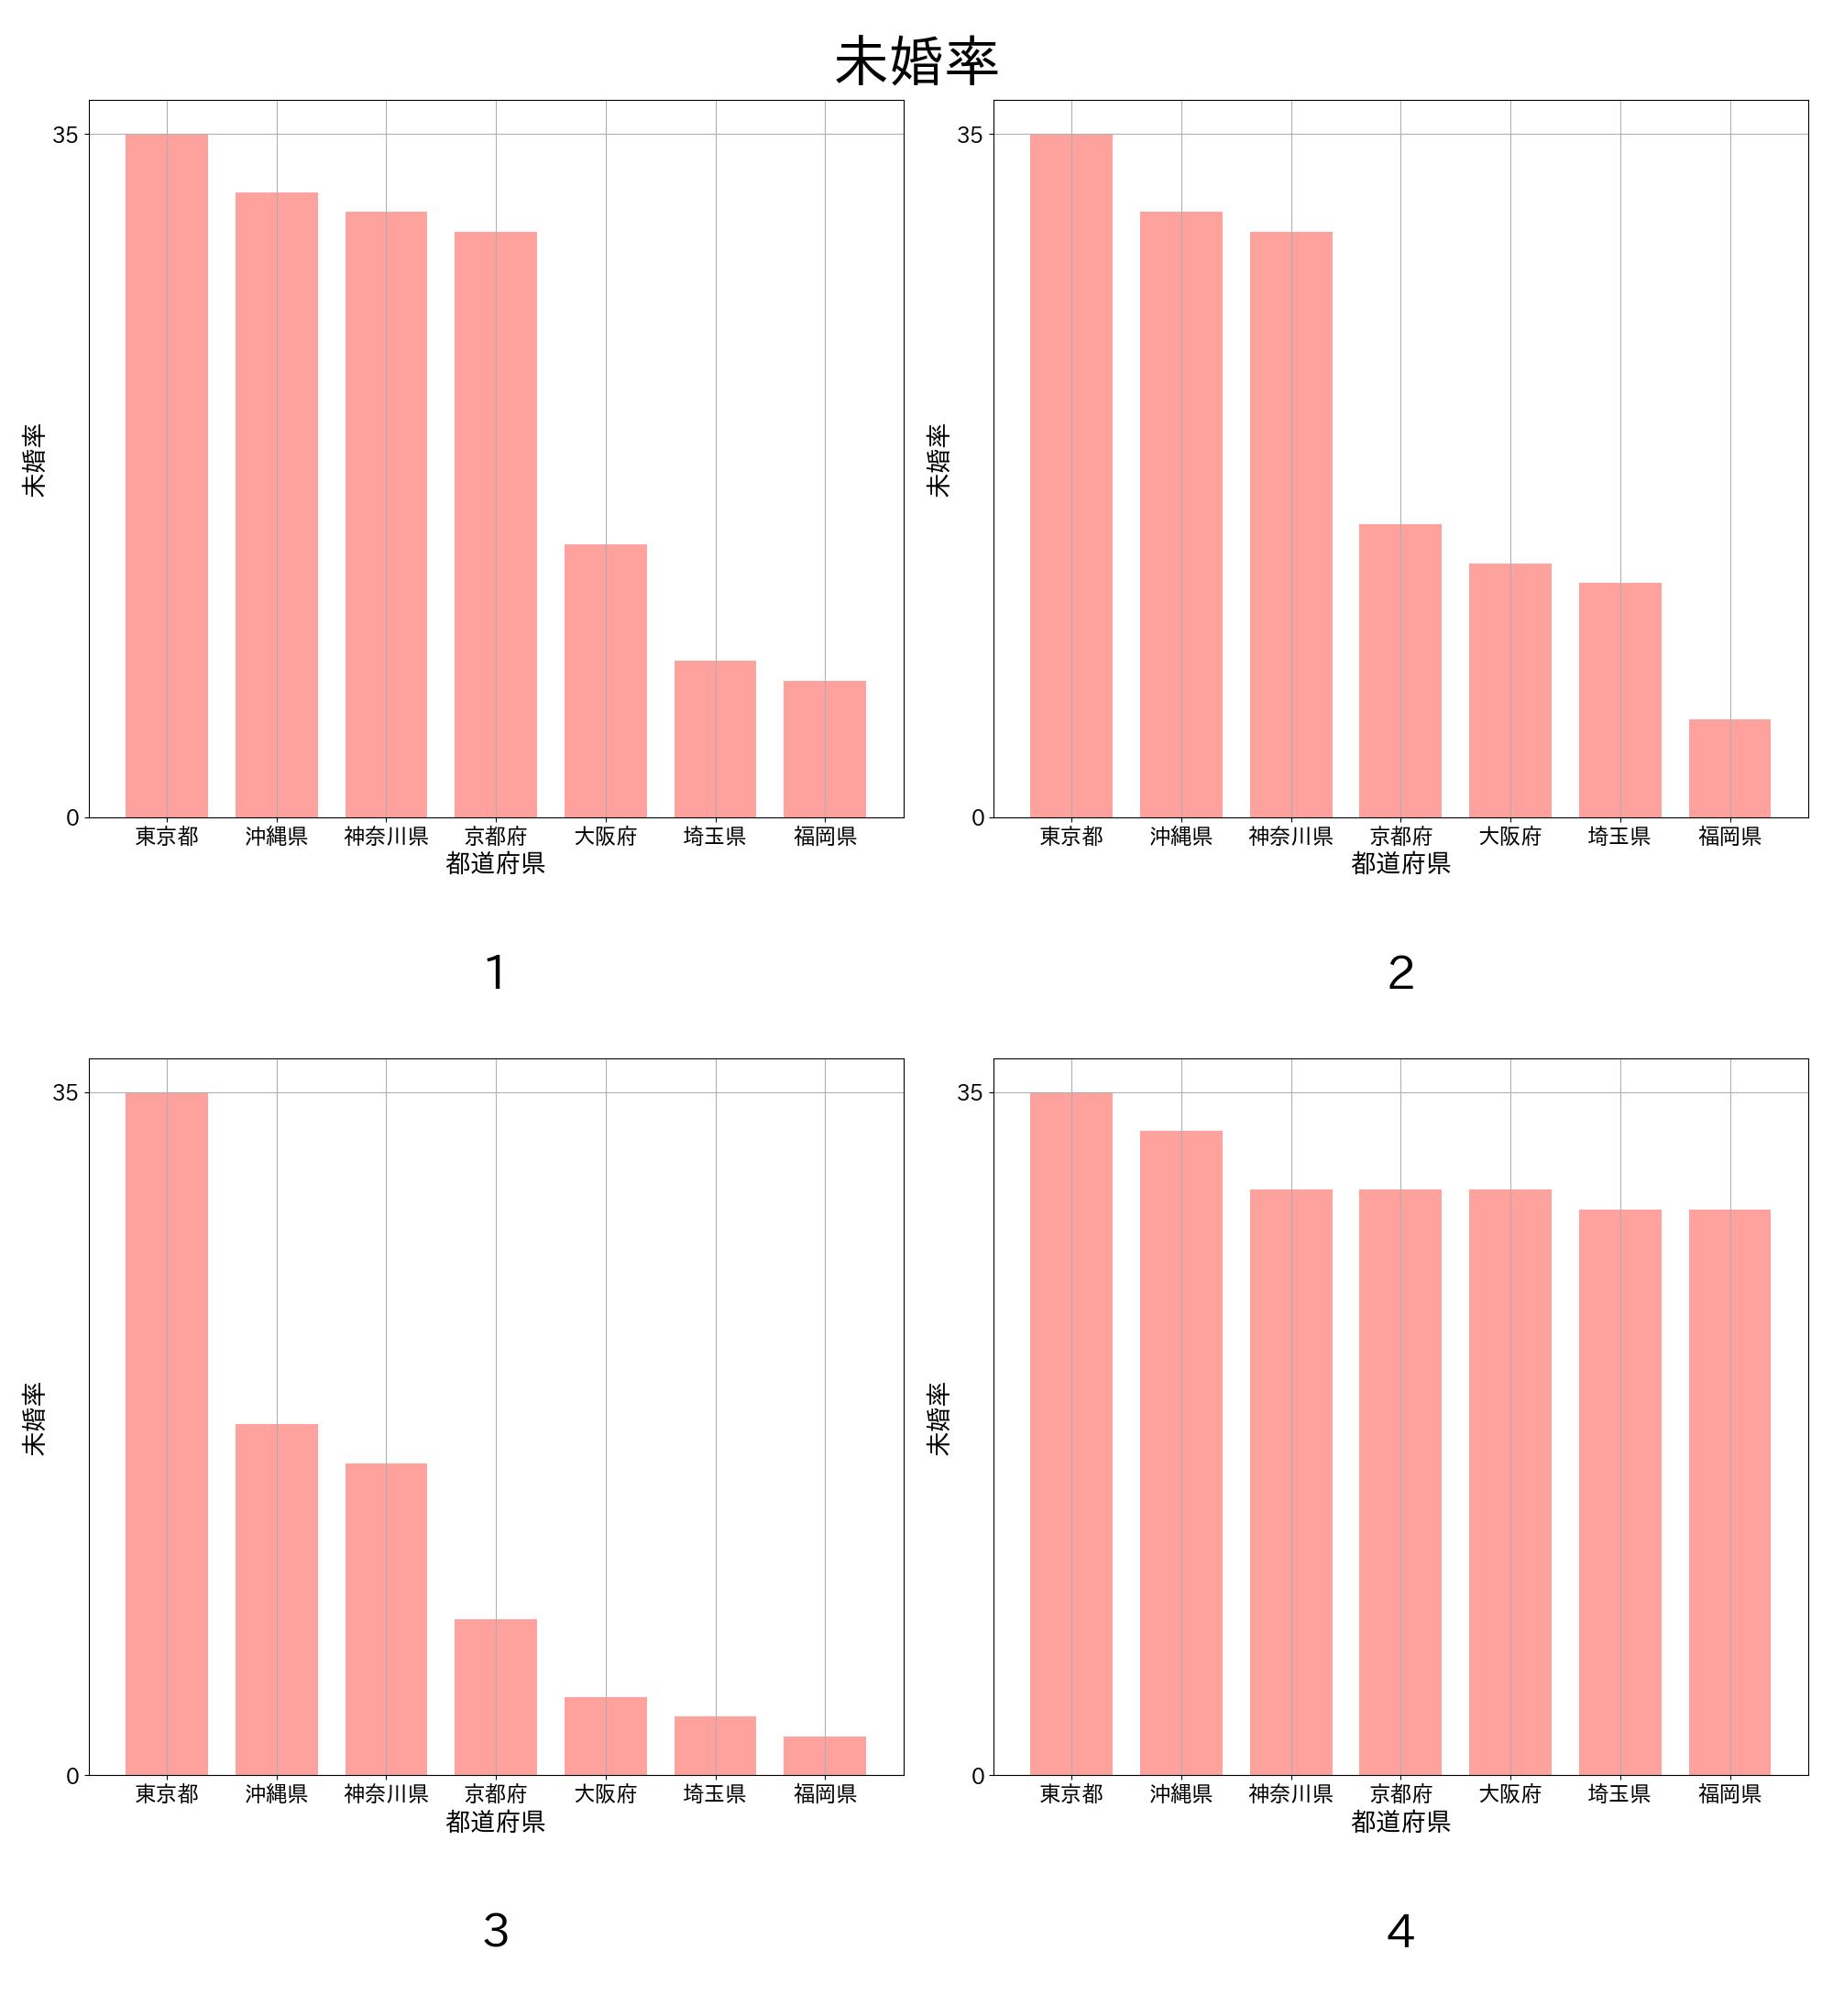 未婚率
35
0
未婚率
東京都 沖縄県 神奈川県 京都府 大阪府 埼玉県 福岡県
都道府県
1
35
0
未婚率
東京都 沖縄県 神奈川県 京都府 大阪府 埼玉県 福岡県
都道府県
2
35
0
未婚率
東京都 沖縄県 神奈川県 京都府 大阪府 埼玉県 福岡県
都道府県
3
35
0
未婚率
東京都 沖縄県 神奈川県 京都府 大阪府 埼玉県 福岡県
都道府県
4